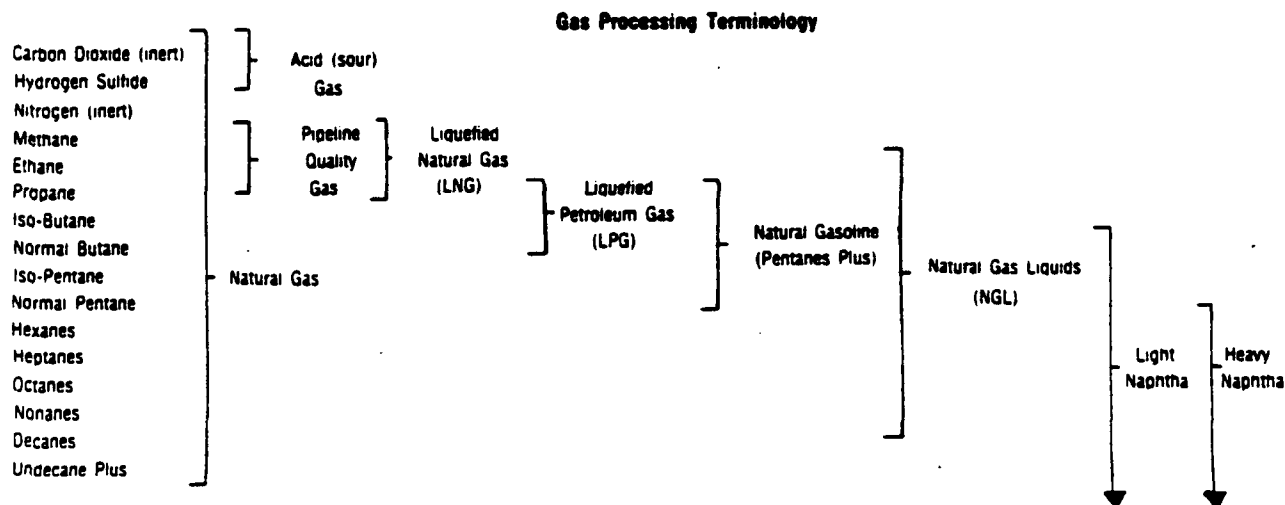 Gas Processing Terminology
Carbon Dioxide (inert)
Hydrogen Sulfide
Nitrogen (inert)
Methane
Ethane
Propane
Iso-Butane
Normal Butane
Iso-Pentane
Normal Pentane
Hexanes
Heptanes
Octanes
Nonanes
Decanes
Undecane Plus
Natural Gas
Acid (sour)
Gas
Pipeline
Quality
Gas
Liquefied
Natural Gas
(LNG)
Liquefied
Petroleum Gas
(LPG)
Natural Gasoline
(Pentanes Plus)
Natural Gas Liquids
(NGL)
Light
Naphtha
Heavy
Naphtha